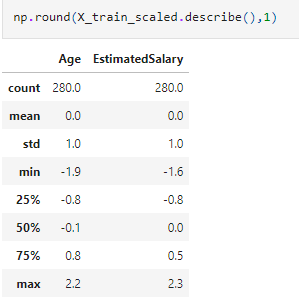 np.round(X_train_scaled.describe(),1)
Age EstimatedSalary
count 280.0 280.0
mean 0.0 0.0
std 1.0 1.0
min -1.9 -1.6
25% -0.8 -0.8
50% -0.1 0.0
75% 0.8 0.5
max 2.2 2.3